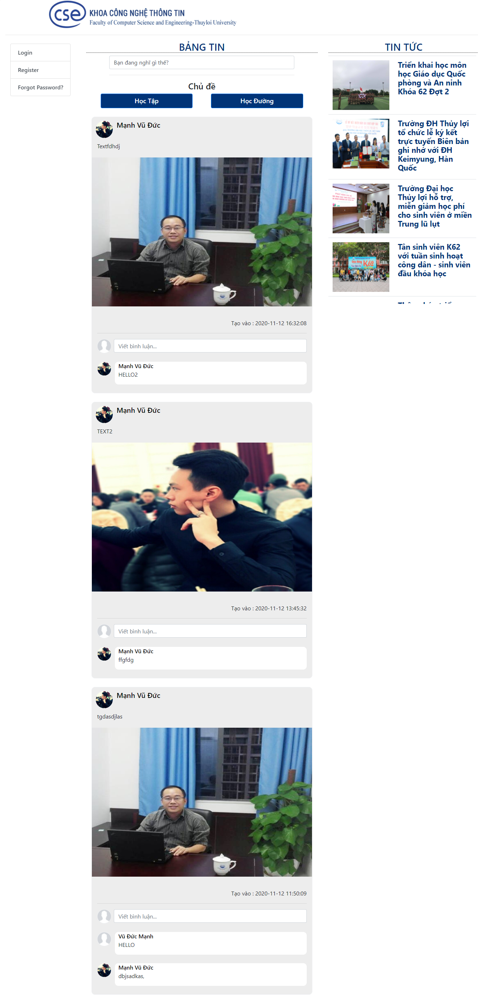 cse
KHOA CÔNG NGHỆ THÔNG TIN
Faculty of Computer Science and Engineering-Thuyloi University
Login
Register
Forgot Password?
BẢNG TIN
Bạn đang nghĩ gì thế?
Chủ đề
Học Tập
Học Đường
Mạnh Vũ Đức
Textfdhdj
Tạo vào : 2020-11-12 16:32:08
Viết bình luận...
Mạnh Vũ Đức
HELLO2
Mạnh Vũ Đức
TEXT2
Tạo vào : 2020-11-12 13:45:32
Viết bình luận...
Mạnh Vũ Đức
ffgfdg
Mạnh Vũ Đức
tgdasdjlas
Tạo vào : 2020-11-12 11:50:09
Viết bình luận...
Vũ Đức Mạnh
HELLO
Mạnh Vũ Đức
dbjsadkas,
TIN TỨC
Triển khai học môn
học Giáo dục Quốc
phòng và An ninh
Khóa 62 Đợt 2
Trường ĐH Thủy lợi
tổ chức lễ ký kết
trực tuyến Biên bản
ghi nhớ với ĐH
Keimyung, Hàn
Quốc
Trường Đại học
Thủy lợi hỗ trợ,
miễn giảm học phí
cho sinh viên ở miền
Trung lũ lụt
K62
Tân sinh viên K62
với tuần sinh hoạt
công dân - sinh viên
đầu khóa học